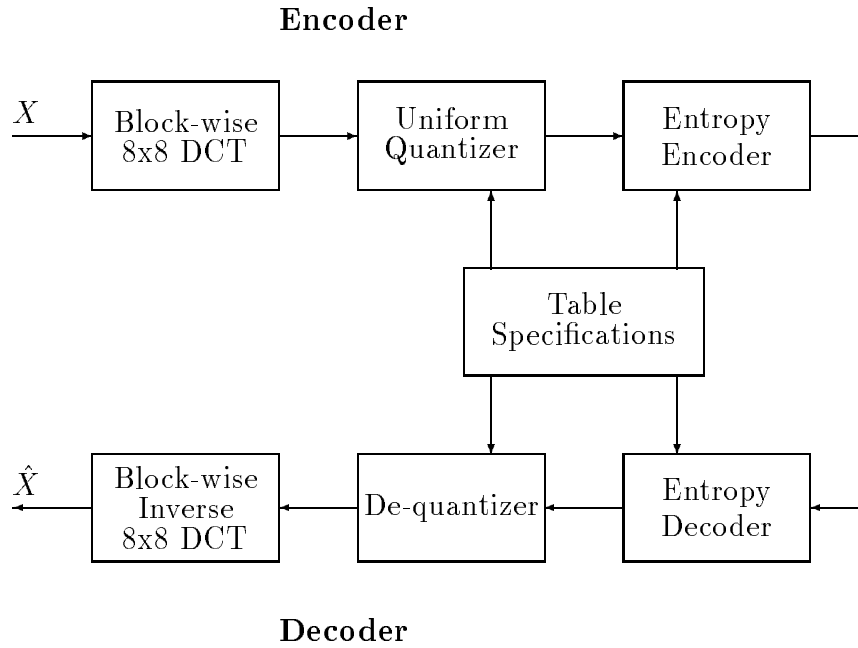 Encoder
X
Block-wise
8x8 DCT
Uniform
Quantizer
Entropy
Encoder
Table
Specifications
X̂
Block-wise
Inverse
8x8 DCT
De-quantizer
Entropy
Decoder
Decoder